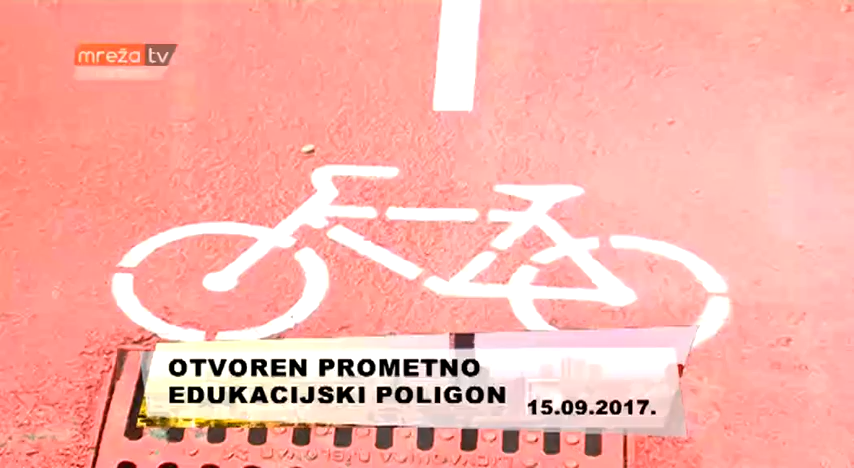 mreža tv
OTVOREN PROMETNO
EDUKACIJSKI POLIGON
15.09.2017.